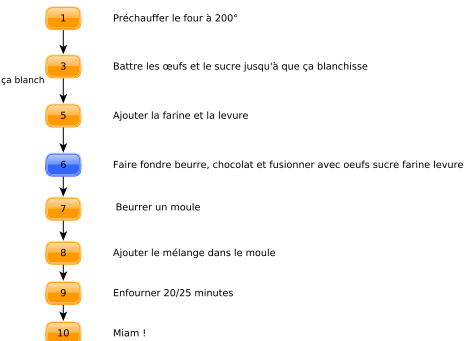 1 Préchauffer le four à 200°
3 Battre les œufs et le sucre jusqu'à que ça blanchisse
ça blanch
5 Ajouter la farine et la levure
6 Faire fondre beurre, chocolat et fusionner avec oeufs sucre farine levure
7 Beurrer un moule
8 Ajouter le mélange dans le moule
9 Enfourner 20/25 minutes
10 Miam !